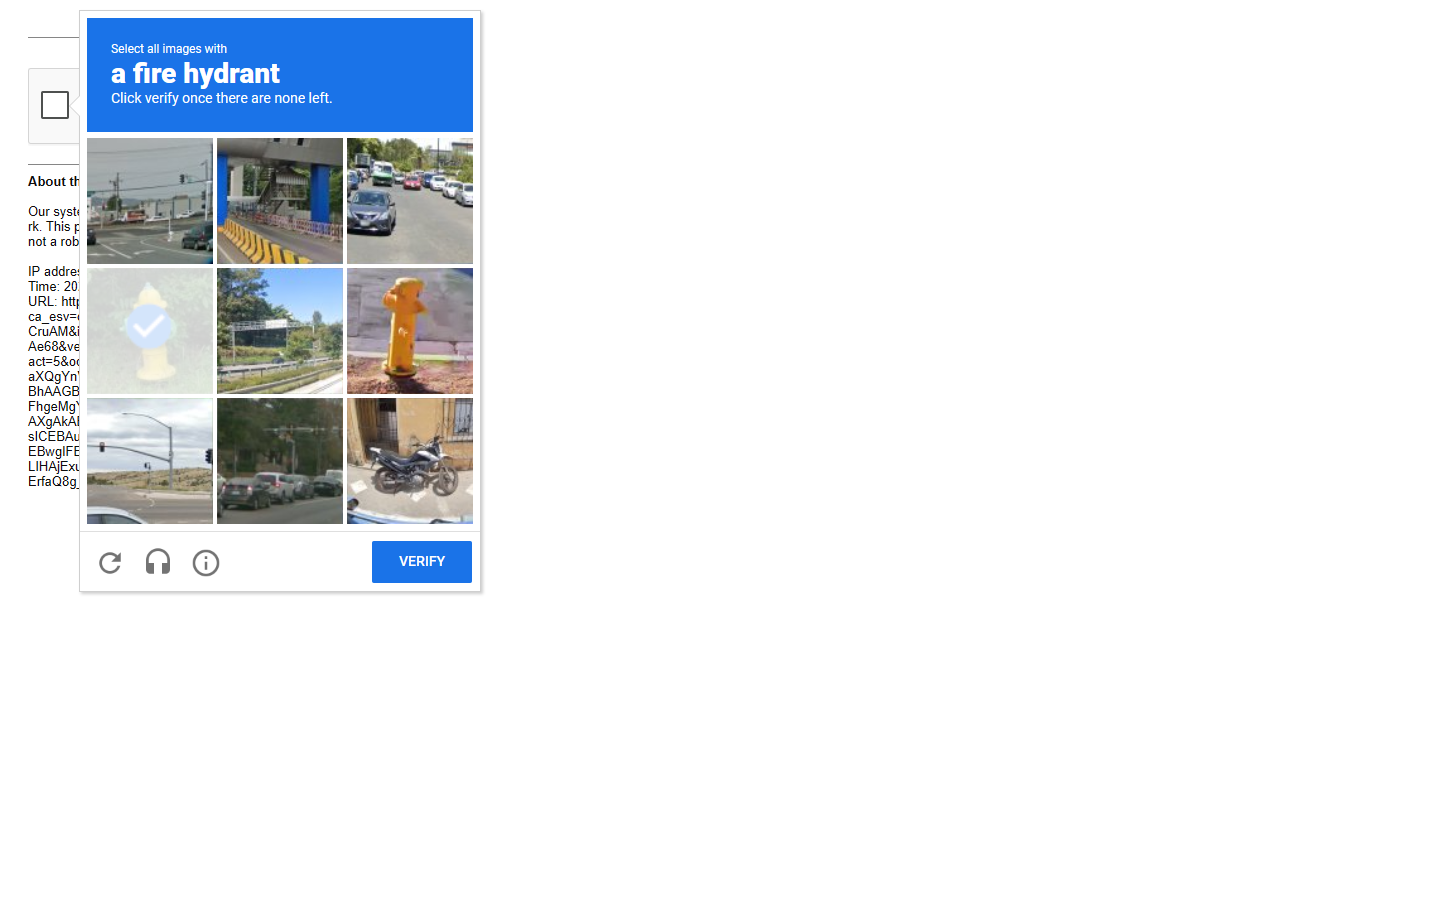 Select all images with
a fire hydrant
Click verify once there are none left.
About th
Our syste
rk. This p
not a rob
IP addres
Time: 20
URL: http
ca_esv=
CruAM&i
Ae68&ve
act=5&oc
aXQgYn
BhAAGB
FhgeMg
AXgAkA
sICEBAu
EBwgIFE
LIHAjExu
ErfaQ8g_
VERIFY